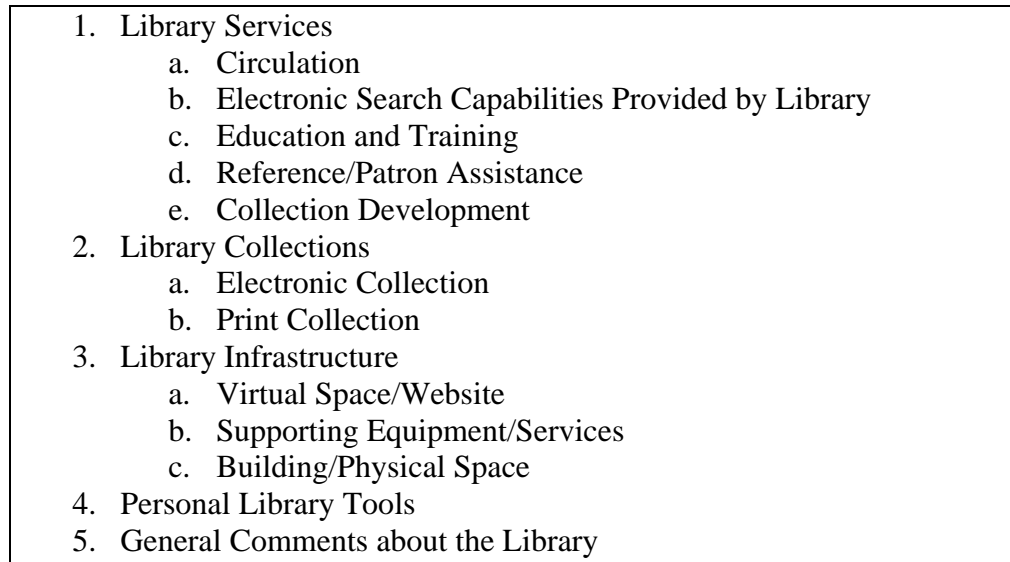 1. Library Services
a. Circulation
b. Electronic Search Capabilities Provided by Library
c. Education and Training
d. Reference/Patron Assistance
e. Collection Development
2. Library Collections
a. Electronic Collection
b. Print Collection
3. Library Infrastructure
a. Virtual Space/Website
b. Supporting Equipment/Services
c. Building/Physical Space
4. Personal Library Tools
5. General Comments about the Library